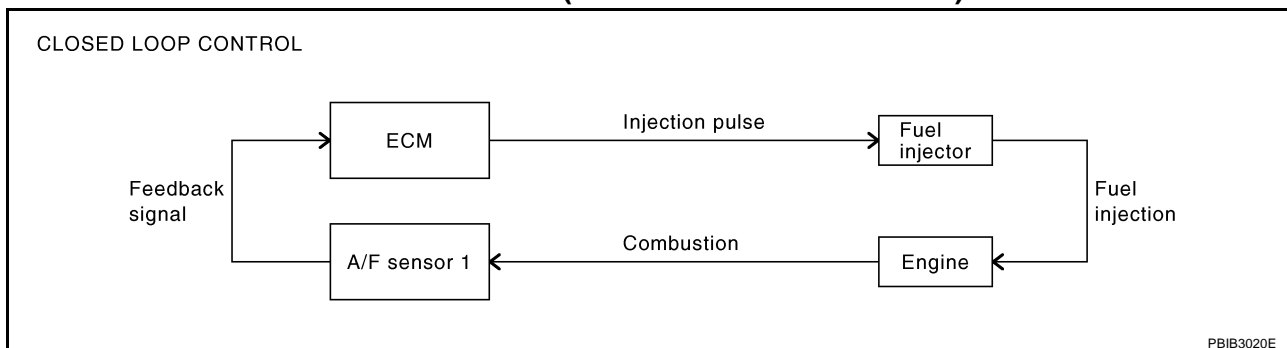 CLOSED LOOP CONTROL
ECM
Injection pulse
Fuel
injector
Feedback
signal
Fuel
injection
A/F sensor 1
Combustion
Engine
PBIB3020E